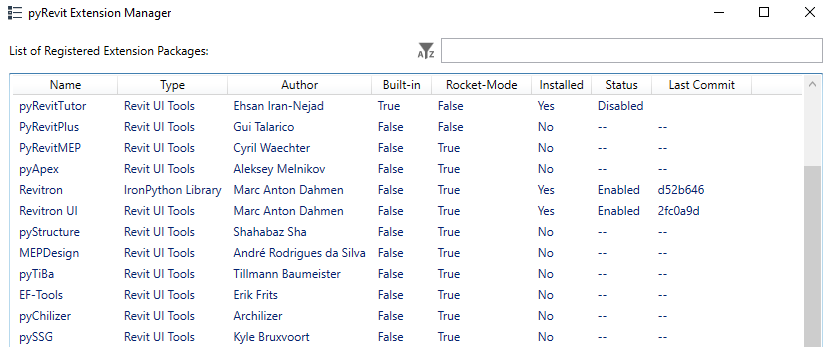 pyRevit Extension Manager
List of Registered Extension Packages:
AZ
Name Type Author Built-in Rocket-Mode Installed Status Last Commit
pyRevitTutor Revit UI Tools Ehsan Iran-Nejad True False Yes Disabled
PyRevitPlus Revit UI Tools Gui Talarico False False No -- --
PyRevitMEP Revit UI Tools Cyril Waechter False True No -- --
pyApex Revit UI Tools Aleksey Melnikov False True No -- --
Revitron IronPython Library Marc Anton Dahmen False True Yes Enabled d52b646
Revitron UI Revit UI Tools Marc Anton Dahmen False True Yes Enabled 2fc0a9d
pyStructure Revit UI Tools Shahabaz Sha False True No -- --
MEPDesign Revit UI Tools André Rodrigues da Silva False True No -- --
pyTiBa Revit UI Tools Tillmann Baumeister False True No -- --
EF-Tools Revit UI Tools Erik Frits False True No -- --
pyChilizer Revit UI Tools Archilizer False True No -- --
pySSG Revit UI Tools Kyle Bruxvoort False True No -- --